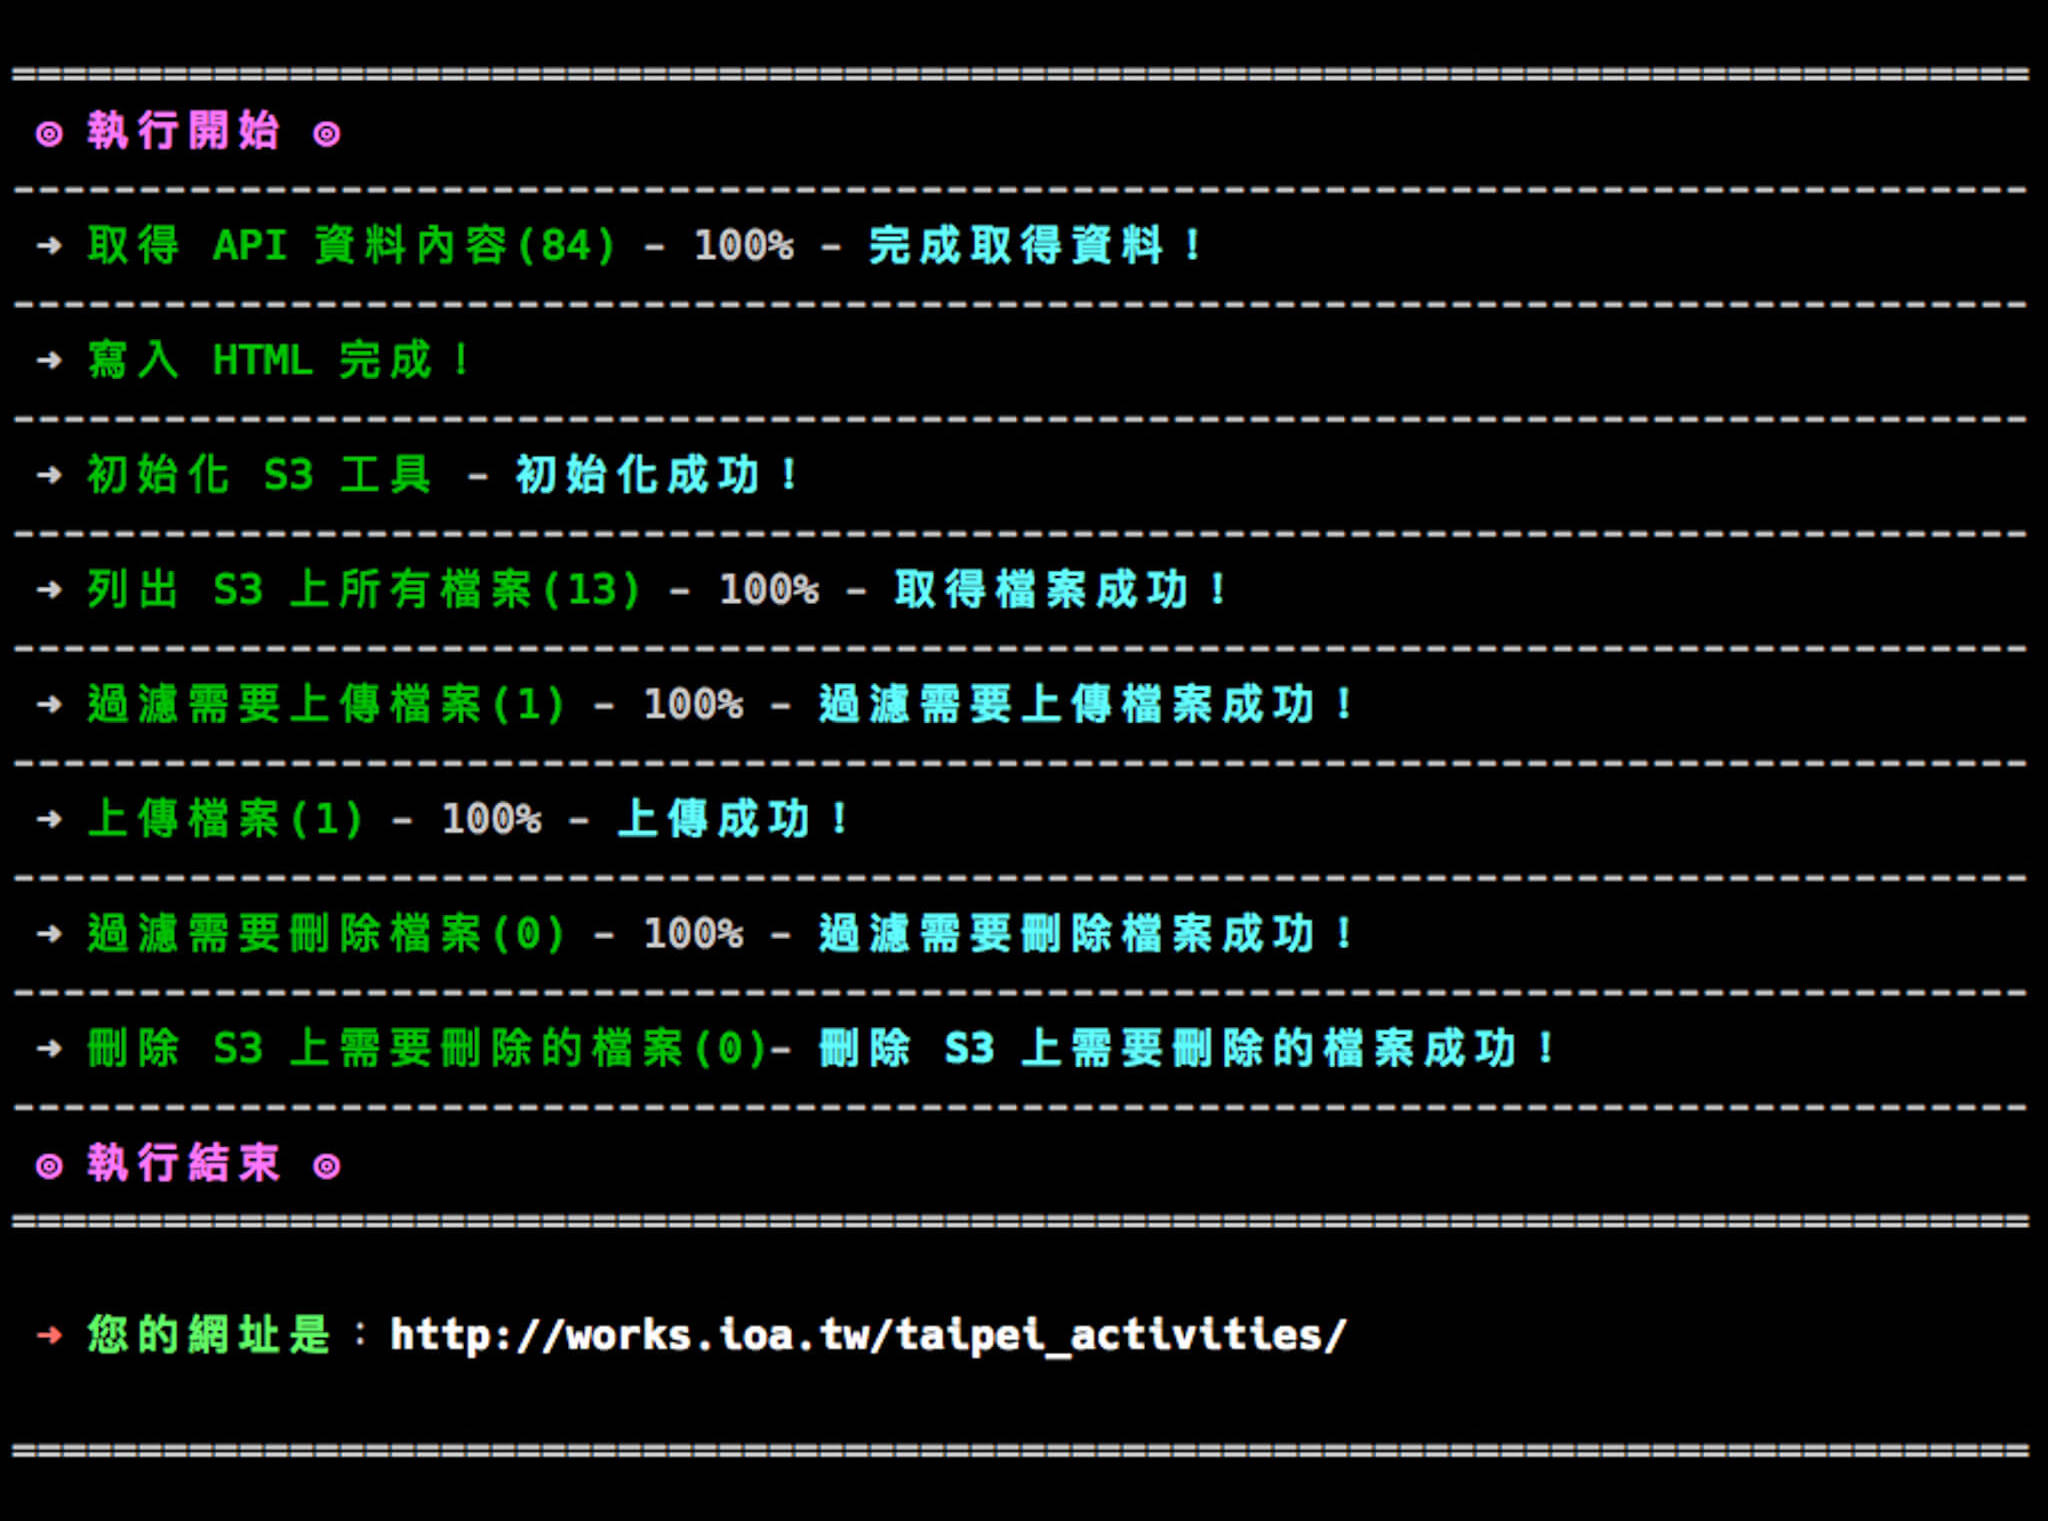 ================================================================================
◎ 執行開始 ◎
--------------------------------------------------------------------------------
➜ 取得 API 資料內容(84) - 100% - 完成取得資料！
--------------------------------------------------------------------------------
➜ 寫入 HTML 完成！
--------------------------------------------------------------------------------
➜ 初始化 S3 工具 - 初始化成功！
--------------------------------------------------------------------------------
➜ 列出 S3 上所有檔案(13) - 100% - 取得檔案成功！
--------------------------------------------------------------------------------
➜ 過濾需要上傳檔案(1) - 100% - 過濾需要上傳檔案成功！
--------------------------------------------------------------------------------
➜ 上傳檔案(1) - 100% - 上傳成功！
--------------------------------------------------------------------------------
➜ 過濾需要刪除檔案(0) - 100% - 過濾需要刪除檔案成功！
--------------------------------------------------------------------------------
➜ 刪除 S3 上需要刪除的檔案(0)- 刪除 S3 上需要刪除的檔案成功！
--------------------------------------------------------------------------------
◎ 執行結束 ◎
================================================================================
➜ 您的網址是：http://works.ioa.tw/taipei_activities/
================================================================================